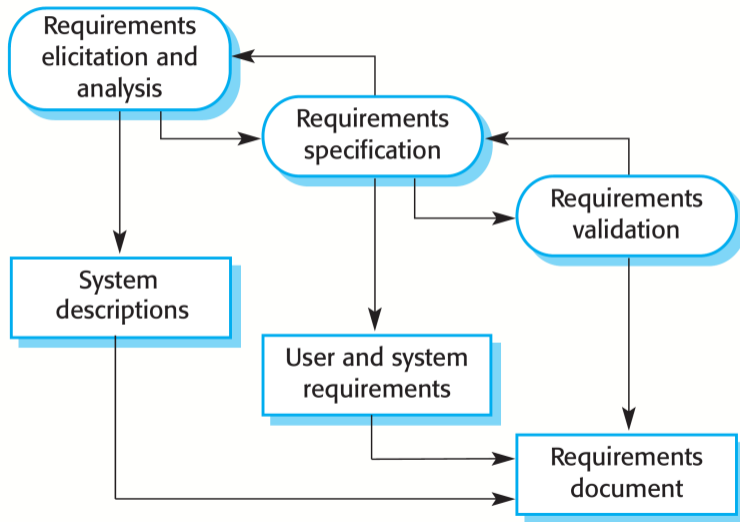 Requirements
elicitation and
analysis
Requirements
specification
Requirements
validation
System
descriptions
User and system
requirements
Requirements
document